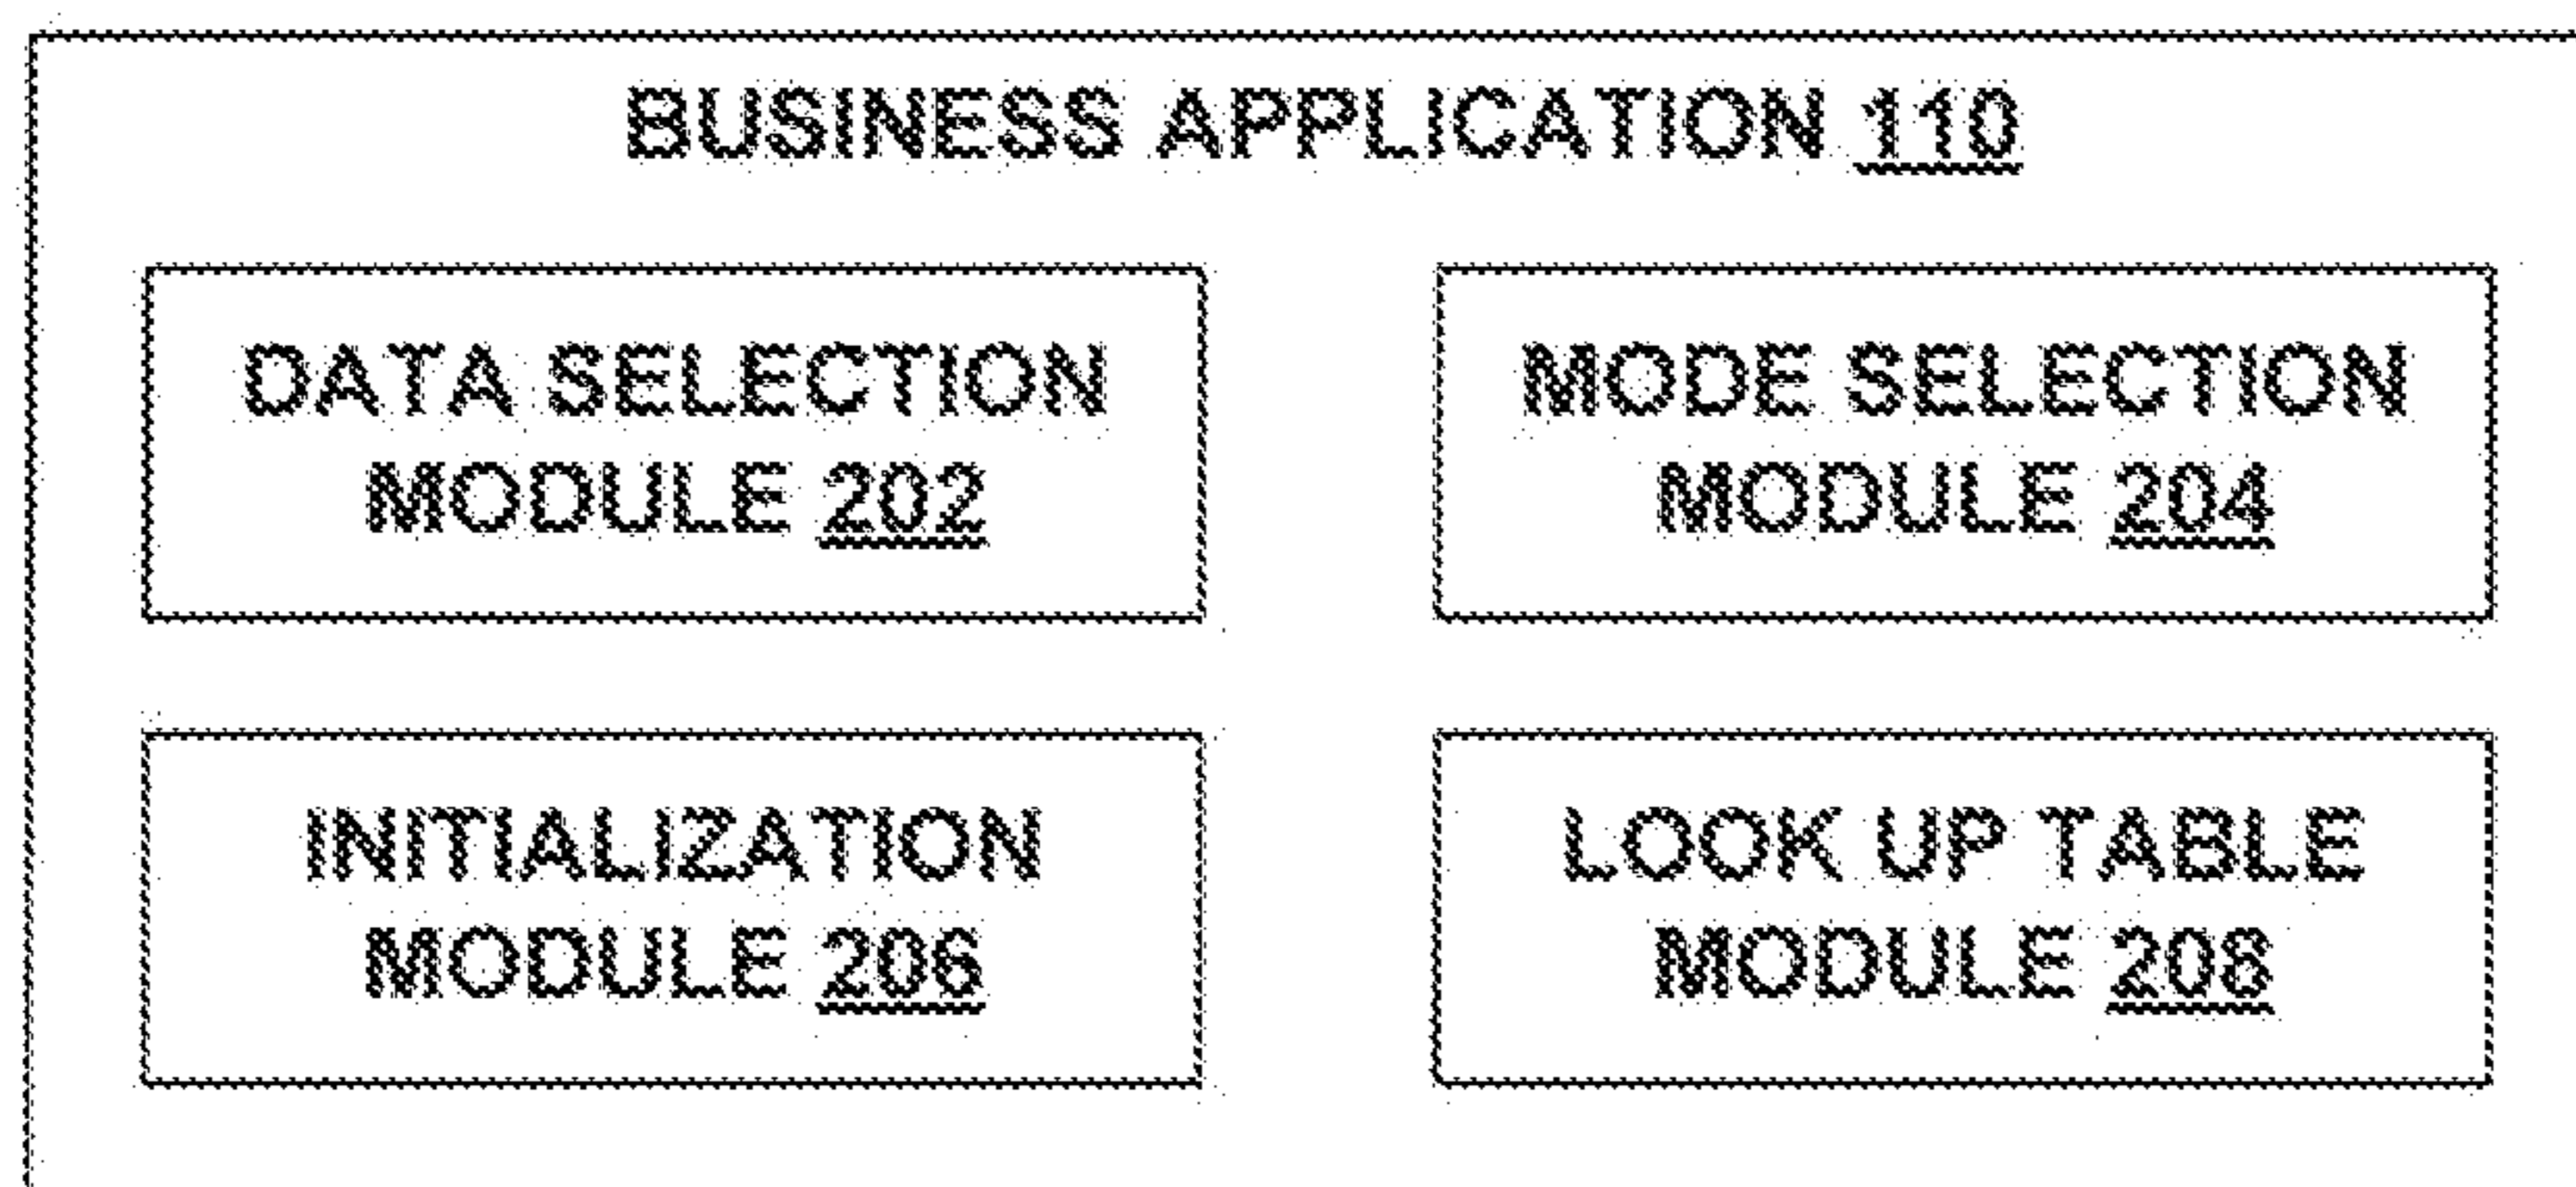 BUSINESS APPLICATION 110
DATA SELECTION
MODULE 202
MODE SELECTION
MODULE 204
INITIALIZATION
MODULE 206
LOOK UP TABLE
MODULE 208